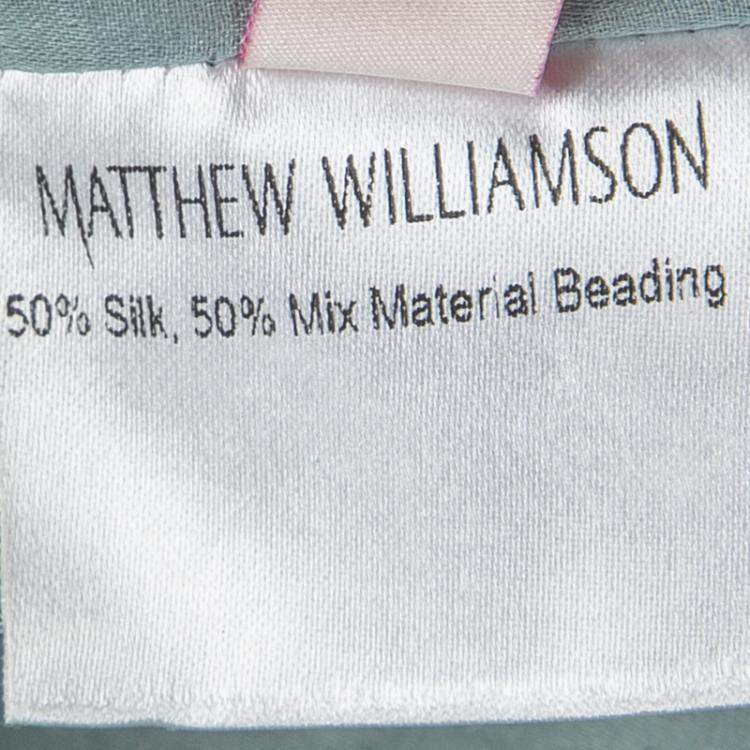 MATTHEW WILLIAMSON
50% Silk, 50% Mix Material Beading